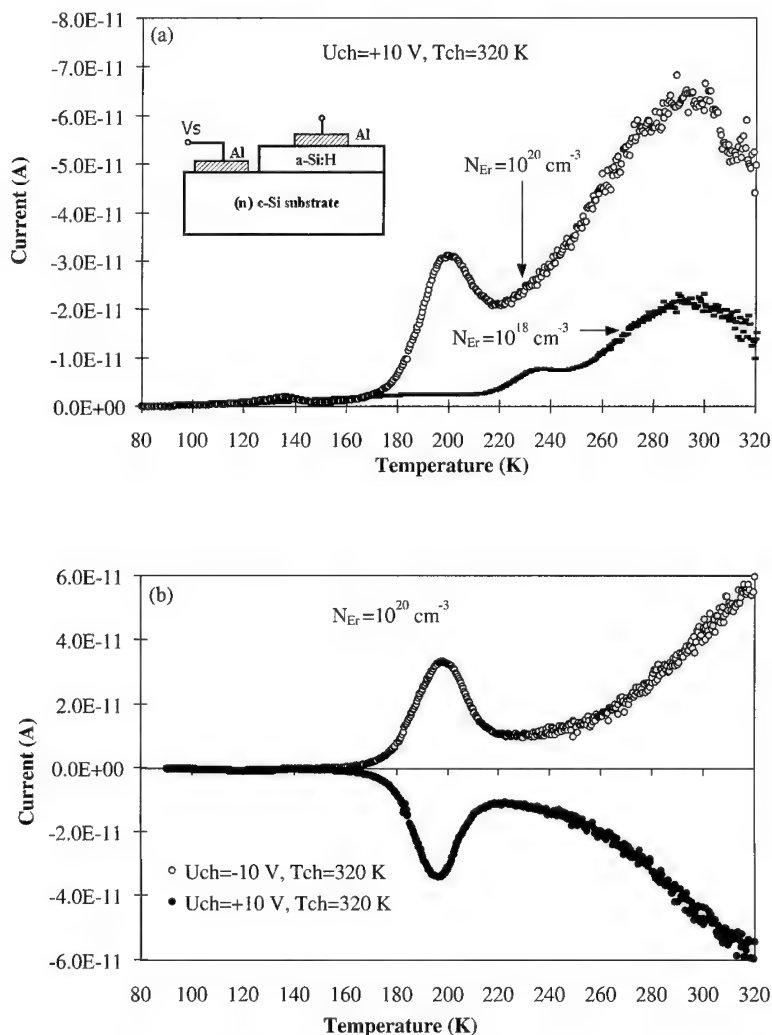 (a)
Uch=+10 V, Tch=320 K
-8.0E-11
-7.0E-11
-6.0E-11
-5.0E-11
-4.0E-11
-3.0E-11
-2.0E-11
-1.0E-11
0.0E+00
Current (A)
Vs
Al
Al
a-Si:H
(n) c-Si substrate
N_Er=10^20 cm^-3
N_Er=10^18 cm^-3
80 100 120 140 160 180 200 220 240 260 280 300 320
Temperature (K)
(b)
N_Er=10^20 cm^-3
6.0E-11
4.0E-11
2.0E-11
0.0E+00
-2.0E-11
-4.0E-11
-6.0E-11
Current (A)
Uch=-10 V, Tch=320 K
Uch=+10 V, Tch=320 K
80 100 120 140 160 180 200 220 240 260 280 300 320
Temperature (K)